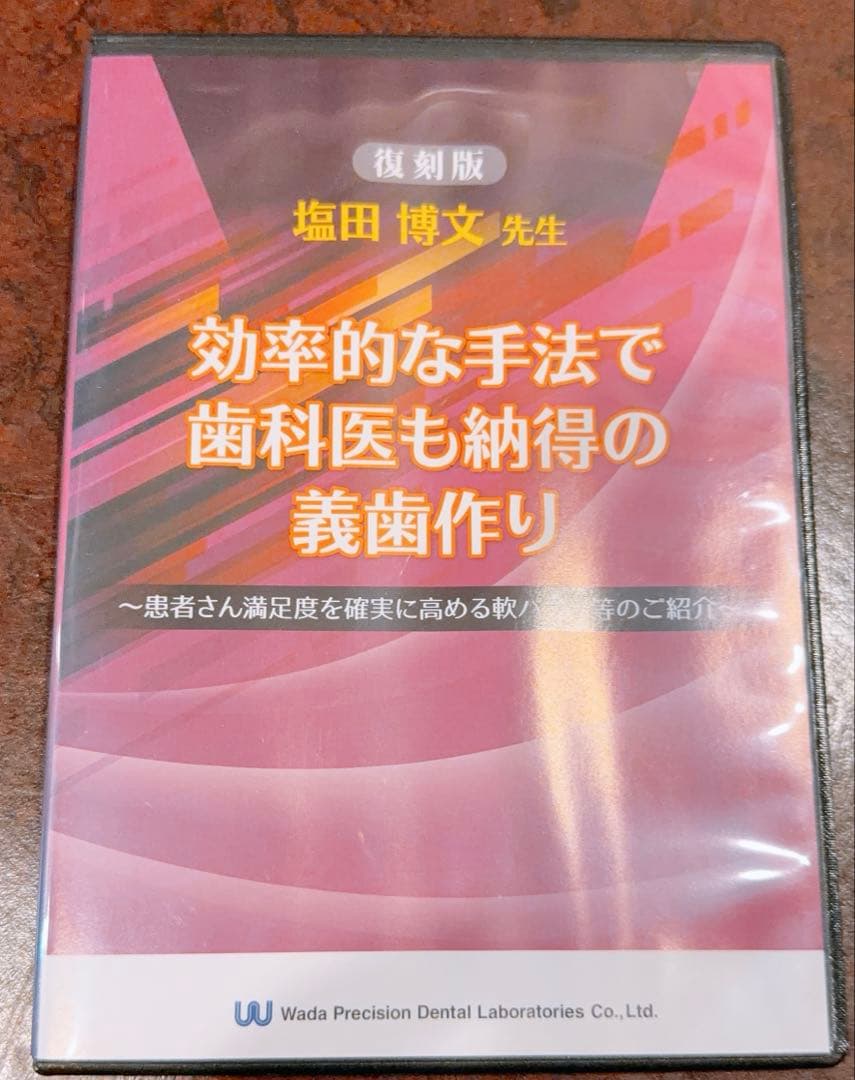 復刻版
塩田 博文 先生
効率的な手法で
歯科医も納得の
義歯作り
～患者さん満足度を確実に高める軟 等のご紹介～
Wada Precision Dental Laboratories Co., Ltd.